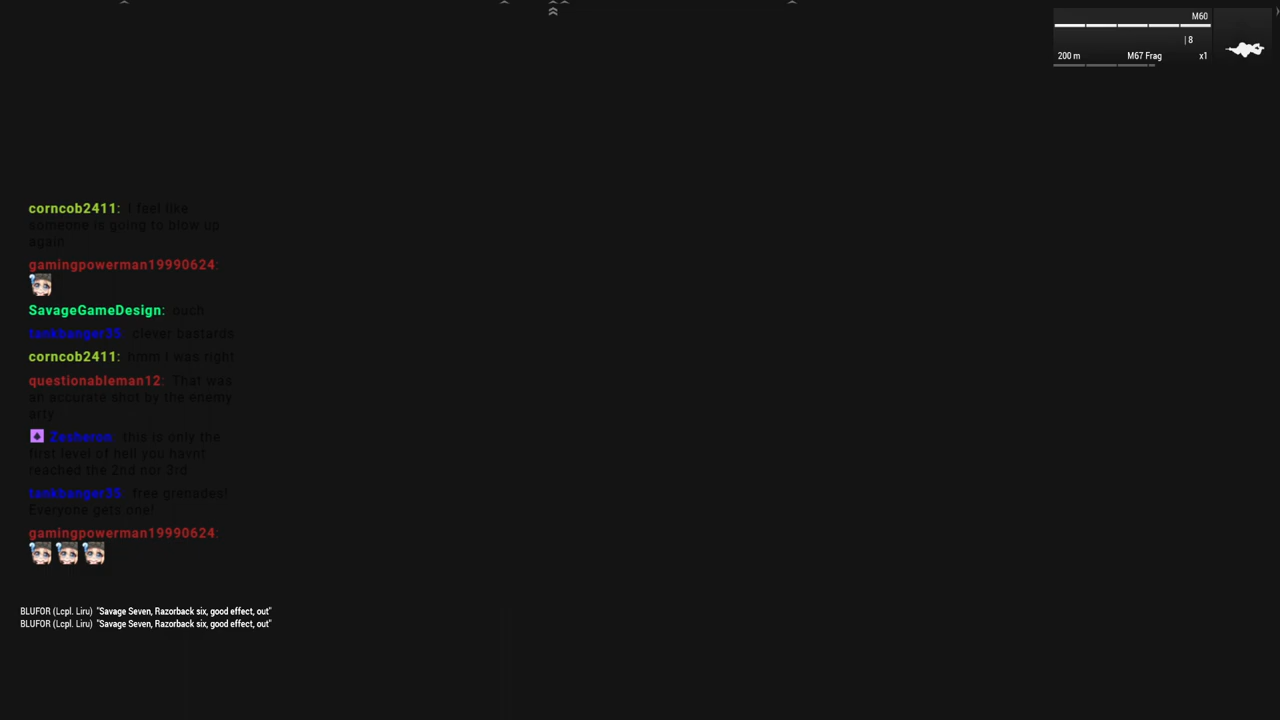 M60
| 8
200 m M67 Frag x1
corncob2411: I feel like
someone is going to blow up
again
gamingpowerman19990624:
SavageGameDesign: ouch
tankbanger35: clever bastards
corncob2411: hmm I was right
questionableman12: That was
an accurate shot by the enemy
arty
Zesheroo: this is only the
first level of hell you havnt
reached the 2nd nor 3rd
tankbanger35: free grenades!
Everyone gets one!
gamingpowerman19990624:
BLUFOR (Lcpl. Liru) "Savage Seven, Razorback six, good effect, out"
BLUFOR (Lcpl. Liru) "Savage Seven, Razorback six, good effect, out"